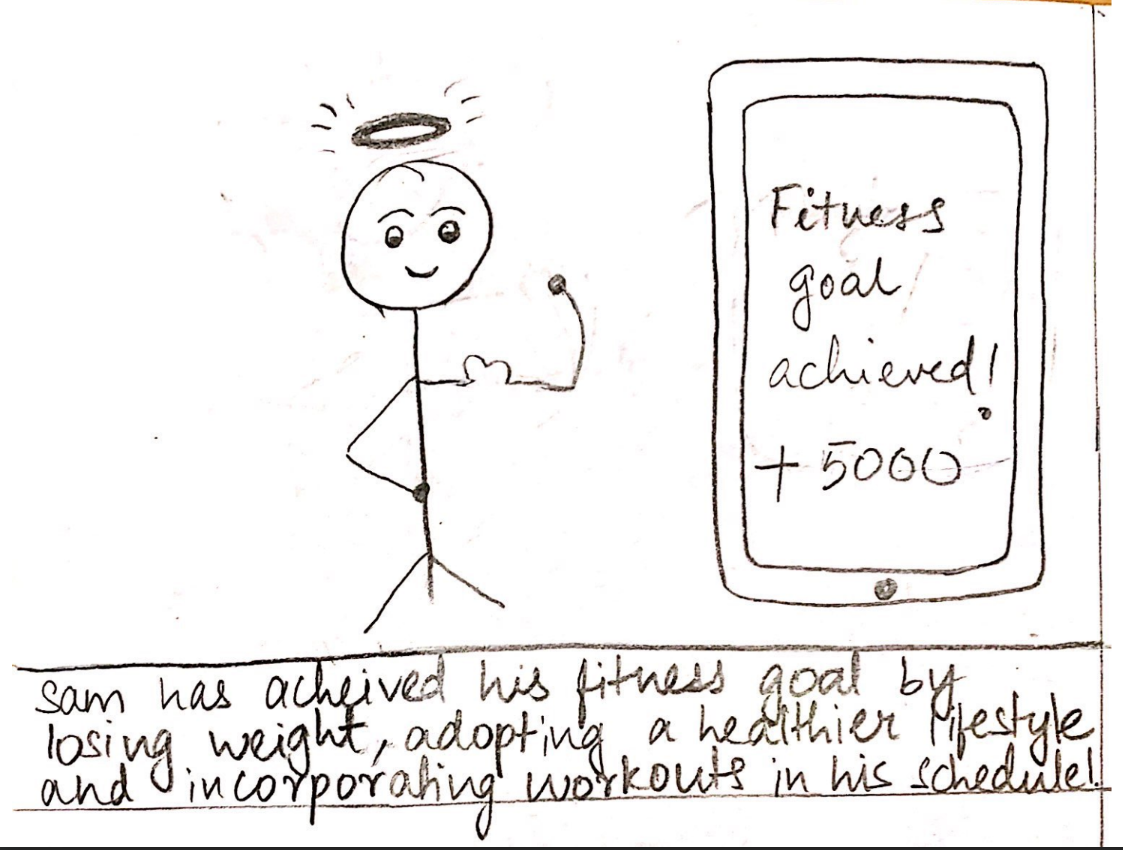 Fitness
goal
achieved!
+ 5000
sam has acheived his fitness goal by
losing weight, adopting a healthier lifestyle
and incorporating workouts in his schedule!